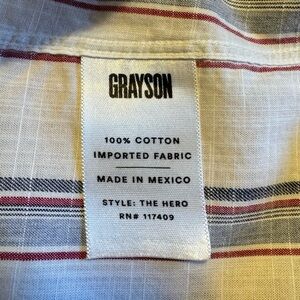 GRAYSON
100% COTTON
IMPORTED FABRIC
MADE IN MEXICO
STYLE: THE HERO
RN# 117409